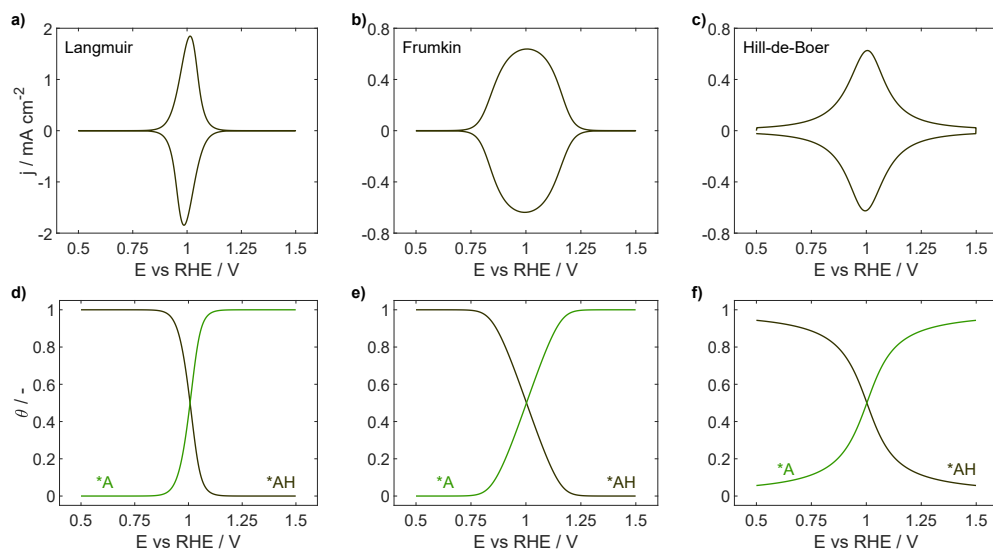 a)
Langmuir
2
1
0
-1
-2
j / mA cm-2
0.5 0.75 1 1.25 1.5
E vs RHE / V
b)
Frumkin
0.8
0.4
0
-0.4
-0.8
0.5 0.75 1 1.25 1.5
E vs RHE / V
c)
Hill-de-Boer
0.8
0.4
0
-0.4
-0.8
0.5 0.75 1 1.25 1.5
E vs RHE / V
d)
1
0.8
0.6
0.4
0.2
0
θ / -
*A
*AH
0.5 0.75 1 1.25 1.5
E vs RHE / V
e)
1
0.8
0.6
0.4
0.2
0
*A
*AH
0.5 0.75 1 1.25 1.5
E vs RHE / V
f)
1
0.8
0.6
0.4
0.2
0
*A
*AH
0.5 0.75 1 1.25 1.5
E vs RHE / V